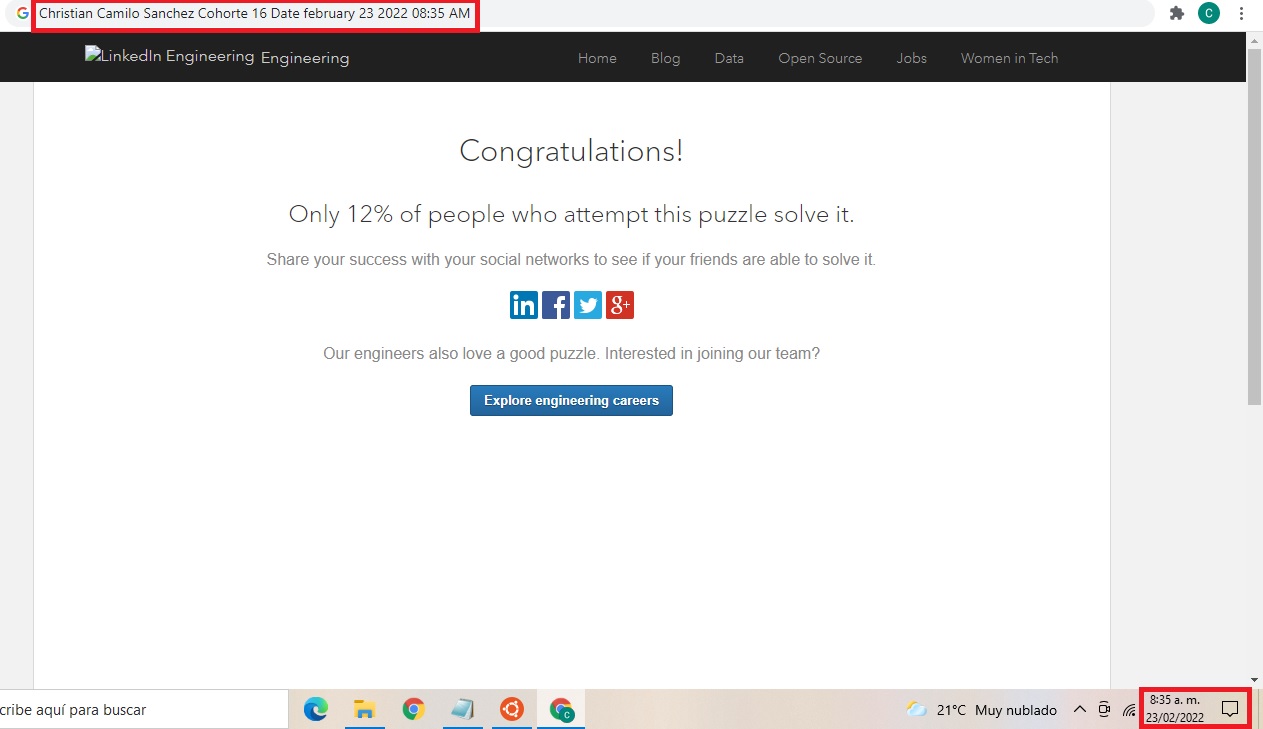 Christian Camilo Sanchez Cohorte 16 Date february 23 2022 08:35 AM
C
LinkedIn Engineering Engineering
Home Blog Data Open Source Jobs Women in Tech
Congratulations!
Only 12% of people who attempt this puzzle solve it.
Share your success with your social networks to see if your friends are able to solve it.
in f g+
Our engineers also love a good puzzle. Interested in joining our team?
Explore engineering careers
cribe aquí para buscar
C
21°C Muy nublado
8:35 a. m.
23/02/2022